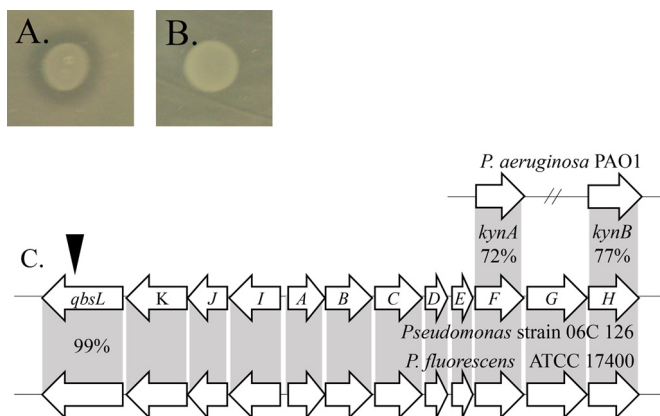 A.
B.
P. aeruginosa PAO1
kynA kynB
72% 77%
C.
qbsL K J I A B C D E F G H
Pseudomonas strain 06C 126
99%
P. fluorescens ATCC 17400